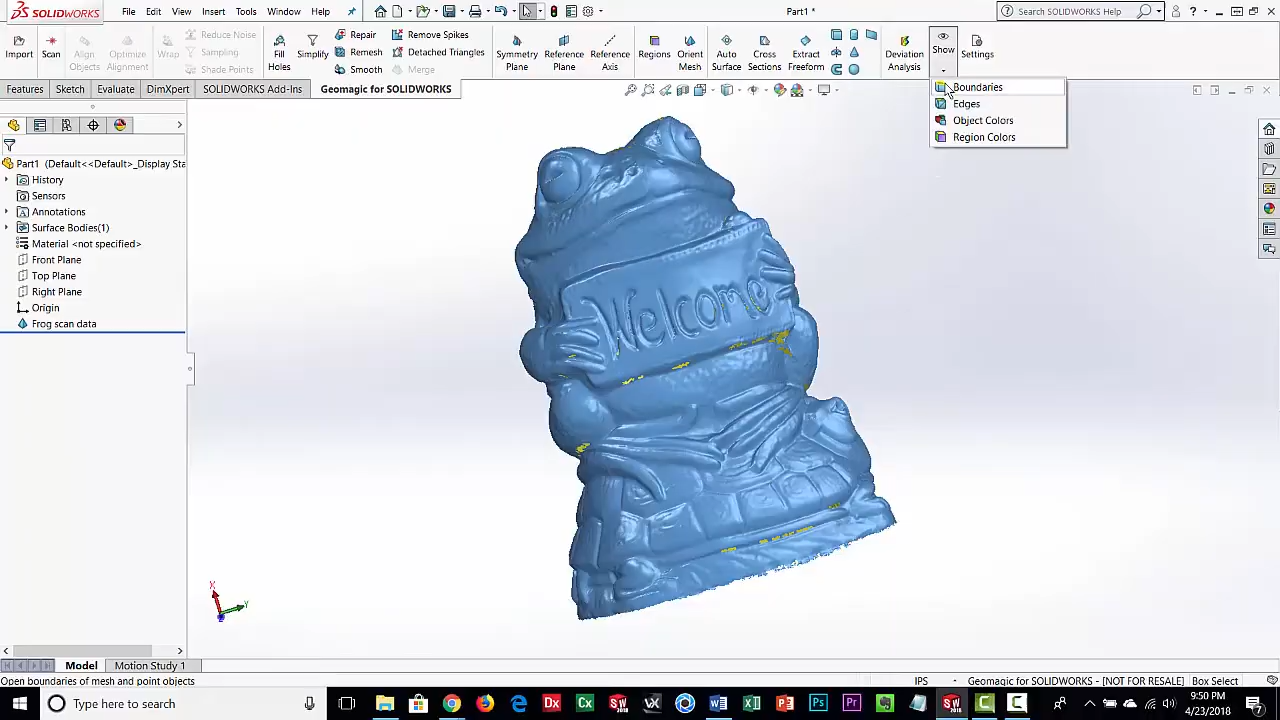 SOLIDWORKS
File Edit View Insert Tools Window Help
Part1 *
Search SOLIDWORKS Help
Import Scan Align Objects Optimize Alignment Wrap Reduce Noise Smooth Points Shade Points
Fill Holes Simplify Repair Remesh Smooth Remove Spikes Detached Triangles Merge
Symmetry Plane Reference Plane Reference Axis Regions Orient Mesh Auto Surface Cross Sections Extract Freeform Deviation Analysis Show Settings
Features Sketch Evaluate DimXpert SOLIDWORKS Add-Ins Geomagic for SOLIDWORKS
Boundaries
Edges
Object Colors
Region Colors
Part1 (Default<<Default>_Display Sta
History
Sensors
Annotations
Surface Bodies(1)
Material <not specified>
Front Plane
Top Plane
Right Plane
Origin
Frog scan data
Welcome
X
Y
Z
Model Motion Study 1
Open boundaries of mesh and point objects IPS Geomagic for SOLIDWORKS - [NOT FOR RESALE] Box Select
Type here to search
9:50 PM
4/23/2018